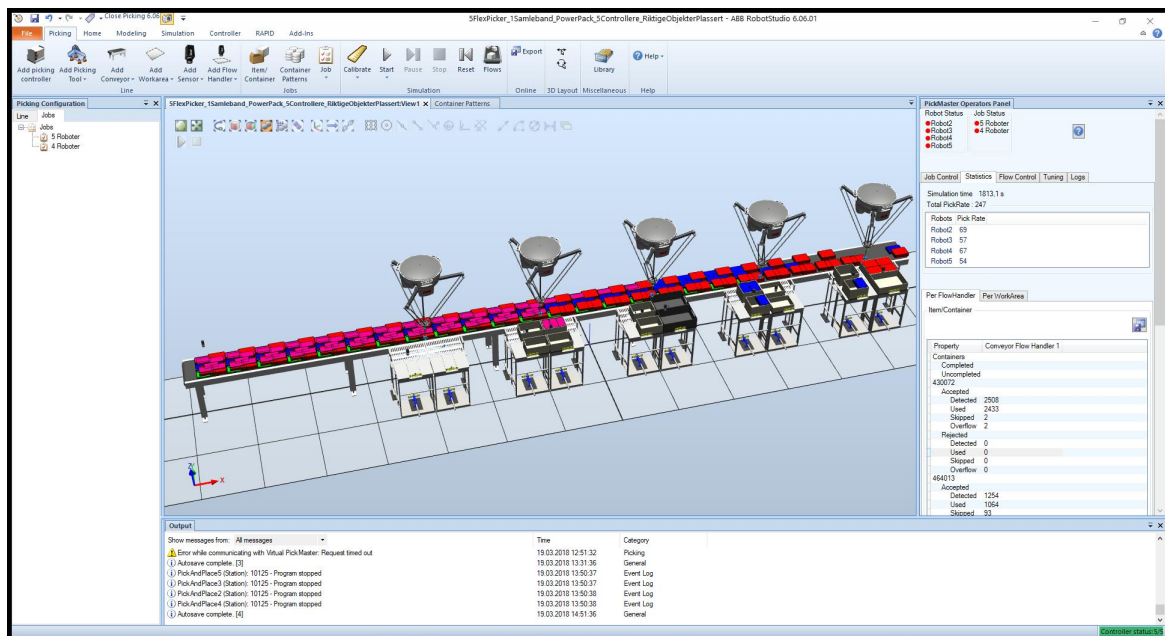 Close Picking 6.06
5FlexPicker_1Samleband_PowerPack_5Controllere_RiktigeObjekterPlassert - ABB RobotStudio 6.06.01
File Picking Home Modeling Simulation Controller RAPID Add-Ins
Add picking controller
Add Picking Tool
Add Conveyor
Add Workarea
Add Sensor
Add Flow Handler
Item/ Container
Container Patterns
Job
Calibrate
Start
Pause
Stop
Reset
Flows
Export
Library
Help
Line
Jobs
Simulation
Online
3D Layout
Miscellaneous
Help
Picking Configuration
Line Jobs
Jobs
5 Roboter
4 Roboter
5FlexPicker_1Samleband_PowerPack_5Controllere_RiktigeObjekterPlassert:View1 X Container Patterns
Z
X
PickMaster Operators Panel
Robot Status Job Status
Robot2 5 Roboter
Robot3 4 Roboter
Robot4
Robot5
Job Control Statistics Flow Control Tuning Logs
Simulation time 1813,1 s
Total PickRate : 247
Robots Pick Rate
Robot2 69
Robot3 57
Robot4 67
Robot5 54
Per FlowHandler Per WorkArea
Item/Container
Property Conveyor Flow Handler 1
Containers
Completed
Uncompleted
430072
Accepted
Detected 2508
Used 2433
Skipped 2
Overflow 2
Rejected
Detected 0
Used 0
Skipped 0
Overflow 0
464013
Accepted
Detected 1254
Used 1064
Skipped 93
Output
Show messages from: All messages Time Category
Error while communicating with Virtual PickMaster: Request timed out 19.03.2018 12:51:32 Picking
Autosave complete. [3] 19.03.2018 13:31:36 General
PickAndPlace5 (Station): 10125 - Program stopped 19.03.2018 13:50:37 Event Log
PickAndPlace3 (Station): 10125 - Program stopped 19.03.2018 13:50:37 Event Log
PickAndPlace2 (Station): 10125 - Program stopped 19.03.2018 13:50:38 Event Log
PickAndPlace4 (Station): 10125 - Program stopped 19.03.2018 13:50:38 Event Log
Autosave complete. [4] 19.03.2018 14:51:36 General
Controller status: 5/5